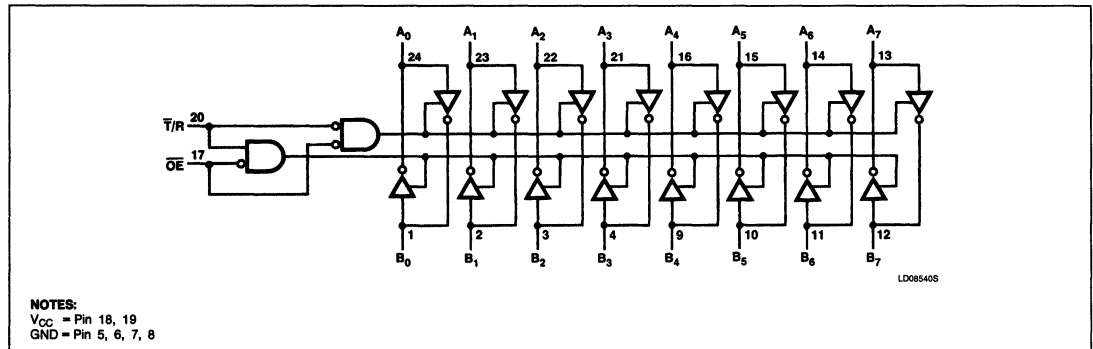 A₀ A₁ A₂ A₃ A₄ A₅ A₆ A₇
24 23 22 21 16 15 14 13
T̅/R 20
O̅E̅ 17
1 2 3 4 9 10 11 12
B₀ B₁ B₂ B₃ B₄ B₅ B₆ B₇
LD08540S
NOTES:
V_CC = Pin 18, 19
GND = Pin 5, 6, 7, 8